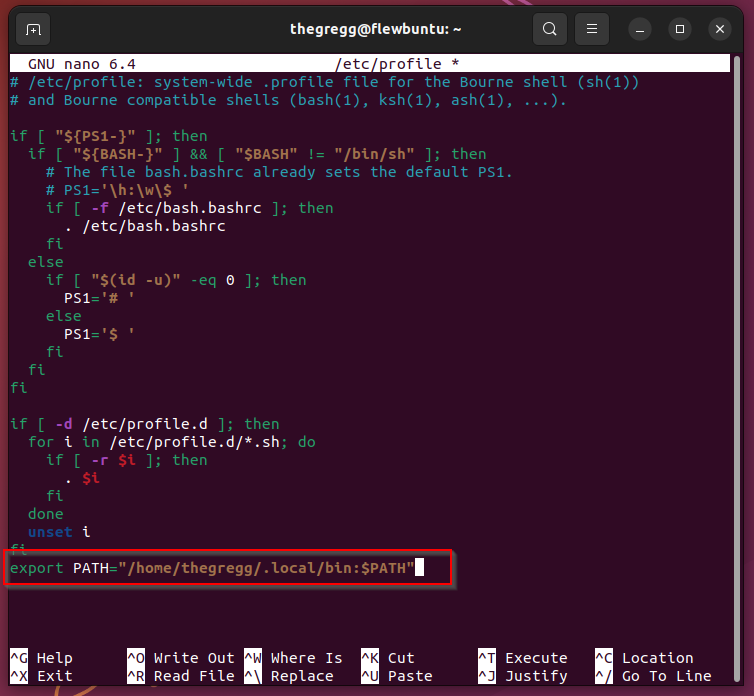 thegregg@flewbuntu: ~
GNU nano 6.4 /etc/profile *
# /etc/profile: system-wide .profile file for the Bourne shell (sh(1))
# and Bourne compatible shells (bash(1), ksh(1), ash(1), ...).
if [ "${PS1-}" ]; then
if [ "${BASH-}" ] && [ "$BASH" != "/bin/sh" ]; then
# The file bash.bashrc already sets the default PS1.
# PS1='\h:\w\$ '
if [ -f /etc/bash.bashrc ]; then
. /etc/bash.bashrc
fi
else
if [ "$(id -u)" -eq 0 ]; then
PS1='# '
else
PS1='$ '
fi
fi
fi
if [ -d /etc/profile.d ]; then
for i in /etc/profile.d/*.sh; do
if [ -r $i ]; then
. $i
fi
done
unset i
fi
export PATH="/home/thegregg/.local/bin:$PATH"
^G Help ^O Write Out ^W Where Is ^K Cut ^T Execute ^C Location
^X Exit ^R Read File ^\ Replace ^U Paste ^J Justify ^/ Go To Line